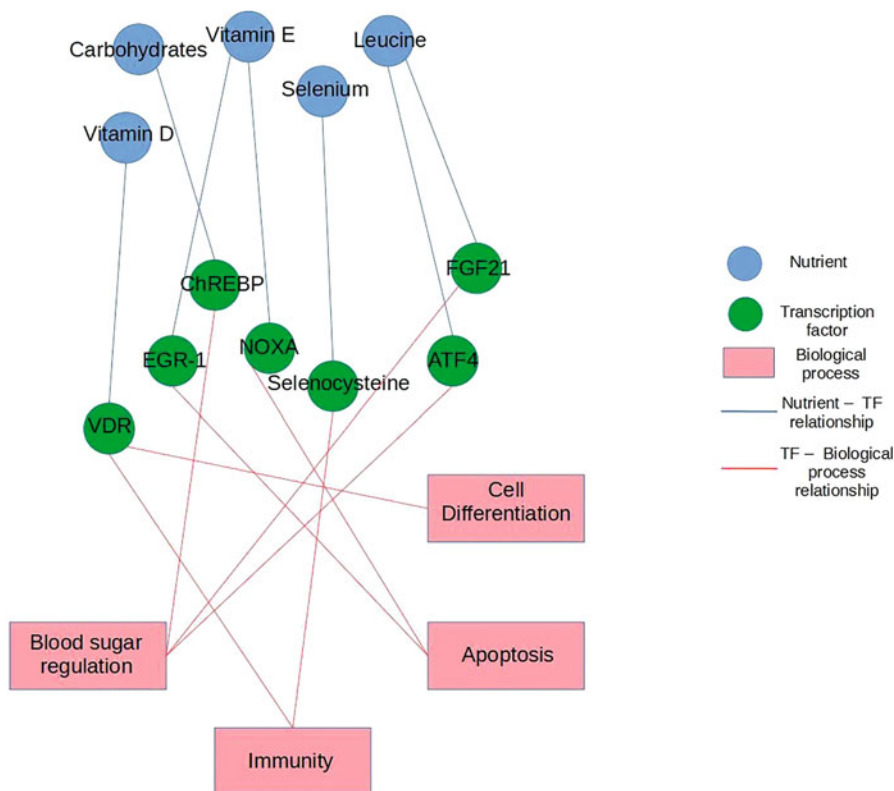 Carbohydrates
Vitamin E
Leucine
Selenium
Vitamin D
ChREBP
FGF21
EGR-1
NOXA
Selenocysteine
ATF4
VDR
Cell
Differentiation
Blood sugar
regulation
Apoptosis
Immunity
Nutrient
Transcription
factor
Biological
process
Nutrient – TF
relationship
TF – Biological
process
relationship